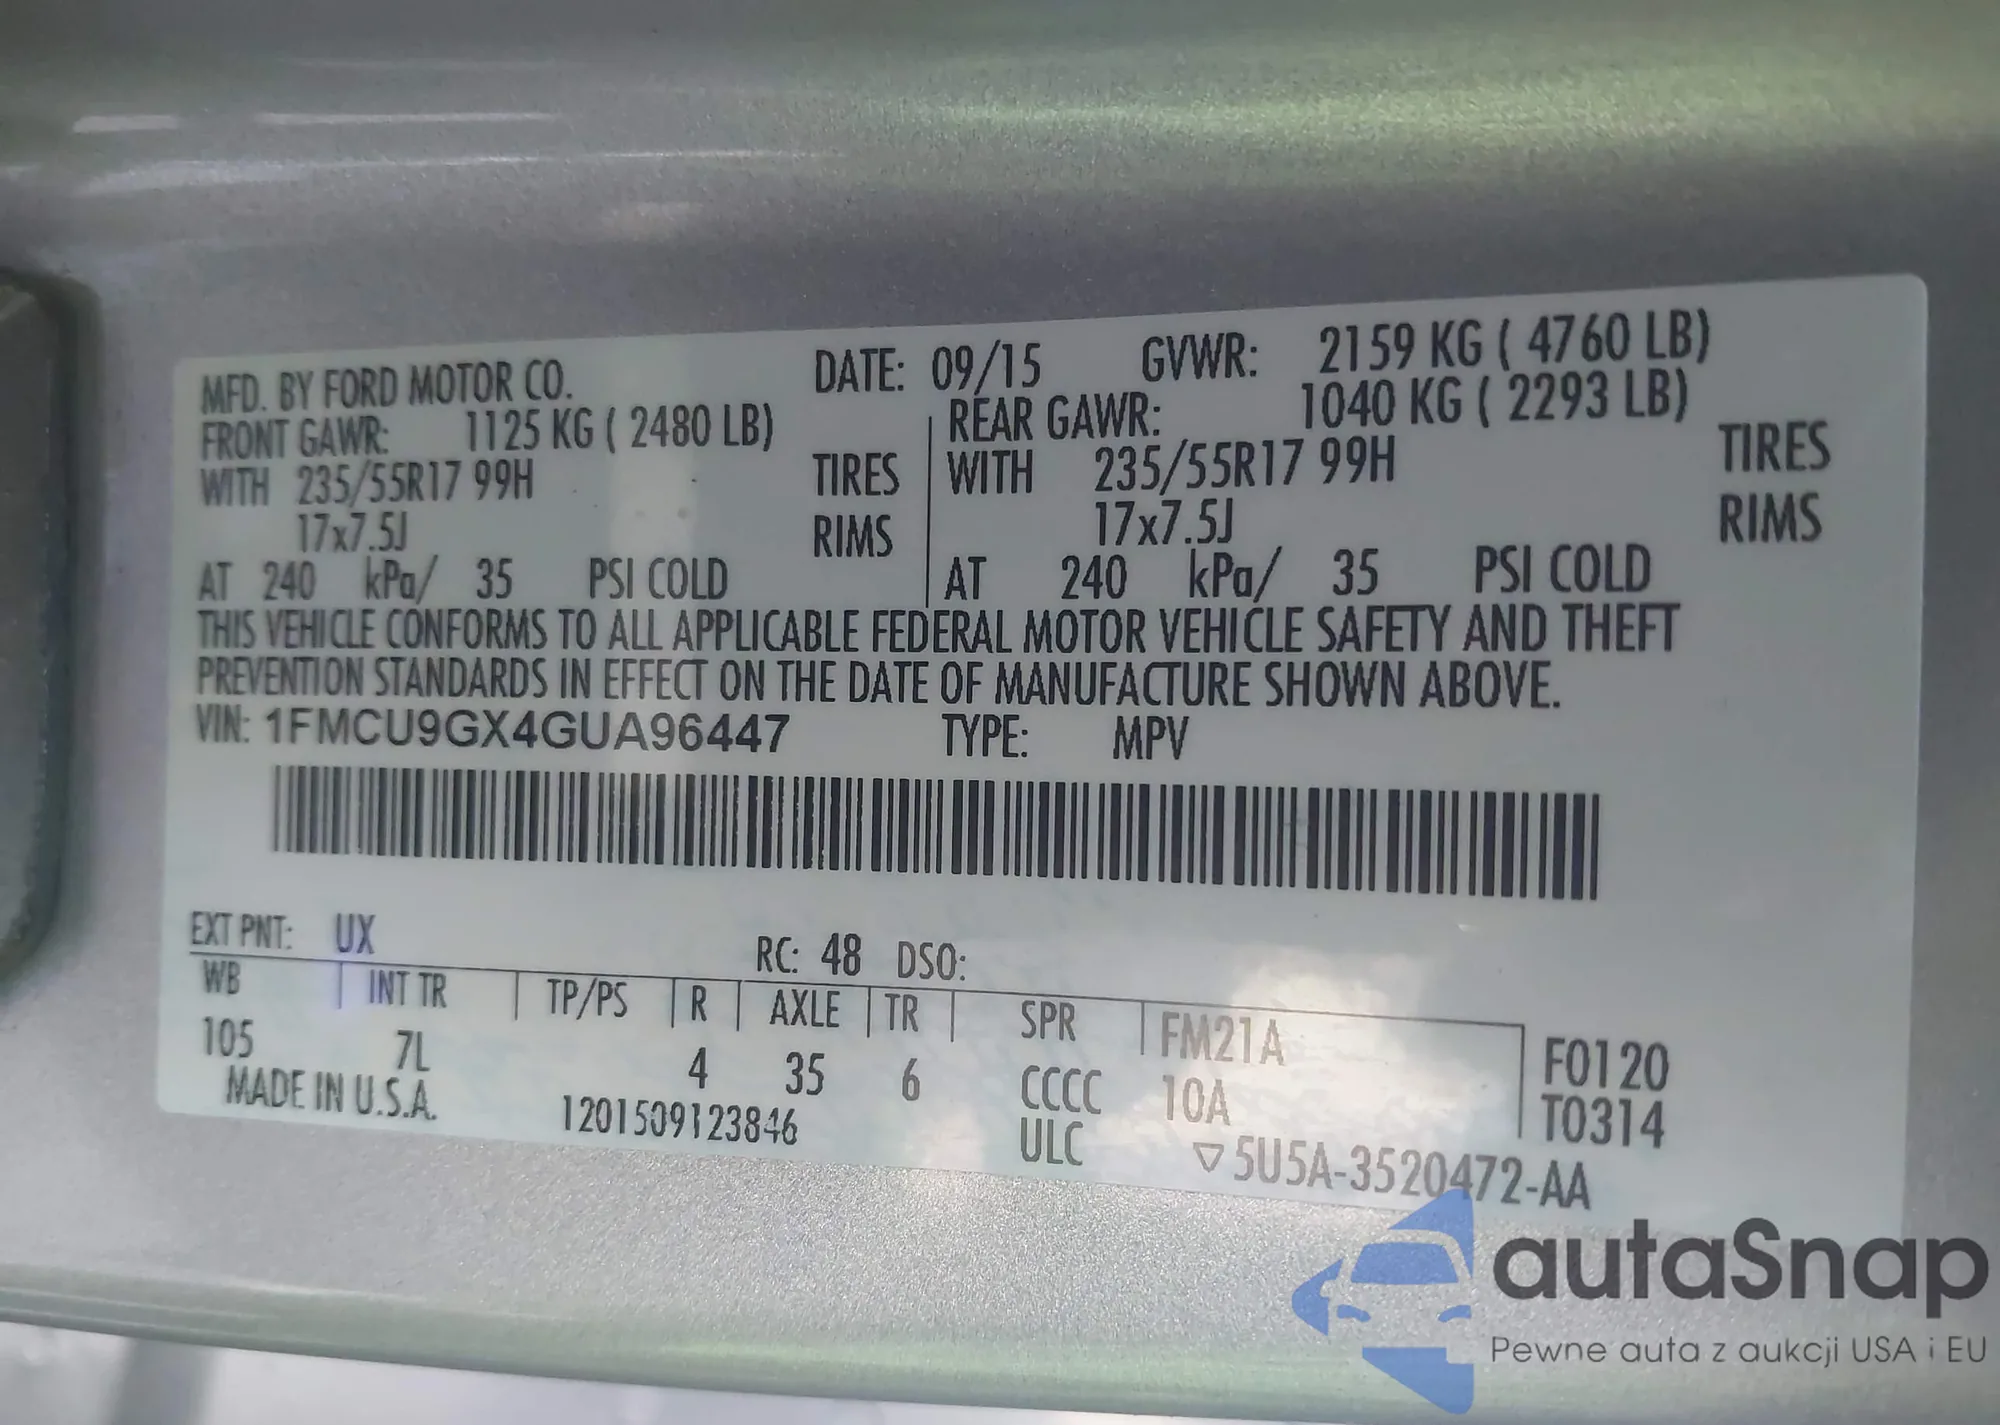 MFD. BY FORD MOTOR CO. DATE: 09/15 GVWR: 2159 KG ( 4760 LB)
FRONT GAWR: 1125 KG ( 2480 LB) REAR GAWR: 1040 KG ( 2293 LB)
WITH 235/55R17 99H TIRES WITH 235/55R17 99H TIRES
17x7.5J RIMS 17x7.5J RIMS
AT 240 kPa/ 35 PSI COLD AT 240 kPa/ 35 PSI COLD
THIS VEHICLE CONFORMS TO ALL APPLICABLE FEDERAL MOTOR VEHICLE SAFETY AND THEFT
PREVENTION STANDARDS IN EFFECT ON THE DATE OF MANUFACTURE SHOWN ABOVE.
VIN: 1FMCU9GX4GUA96447 TYPE: MPV
EXT PNT: UX RC: 48 DSO:
WB INT TR TP/PS R AXLE TR SPR FM21A F0120
105 7L 4 35 6 CCCC 10A T0314
MADE IN U.S.A. 1201509123846 ULC
▽5U5A-3520472-AA
autaSnap
Pewne auta z aukcji USA i EU